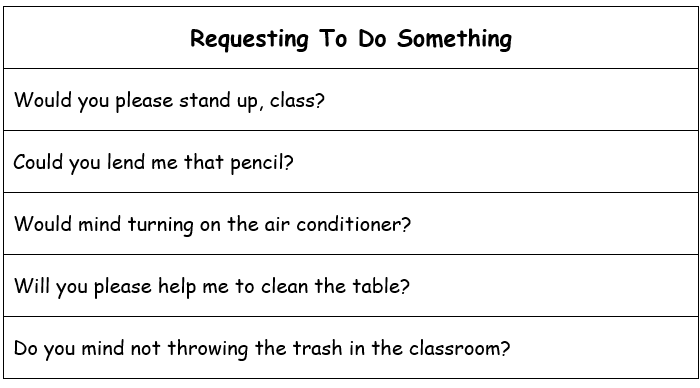 Requesting To Do Something
Would you please stand up, class?
Could you lend me that pencil?
Would mind turning on the air conditioner?
Will you please help me to clean the table?
Do you mind not throwing the trash in the classroom?